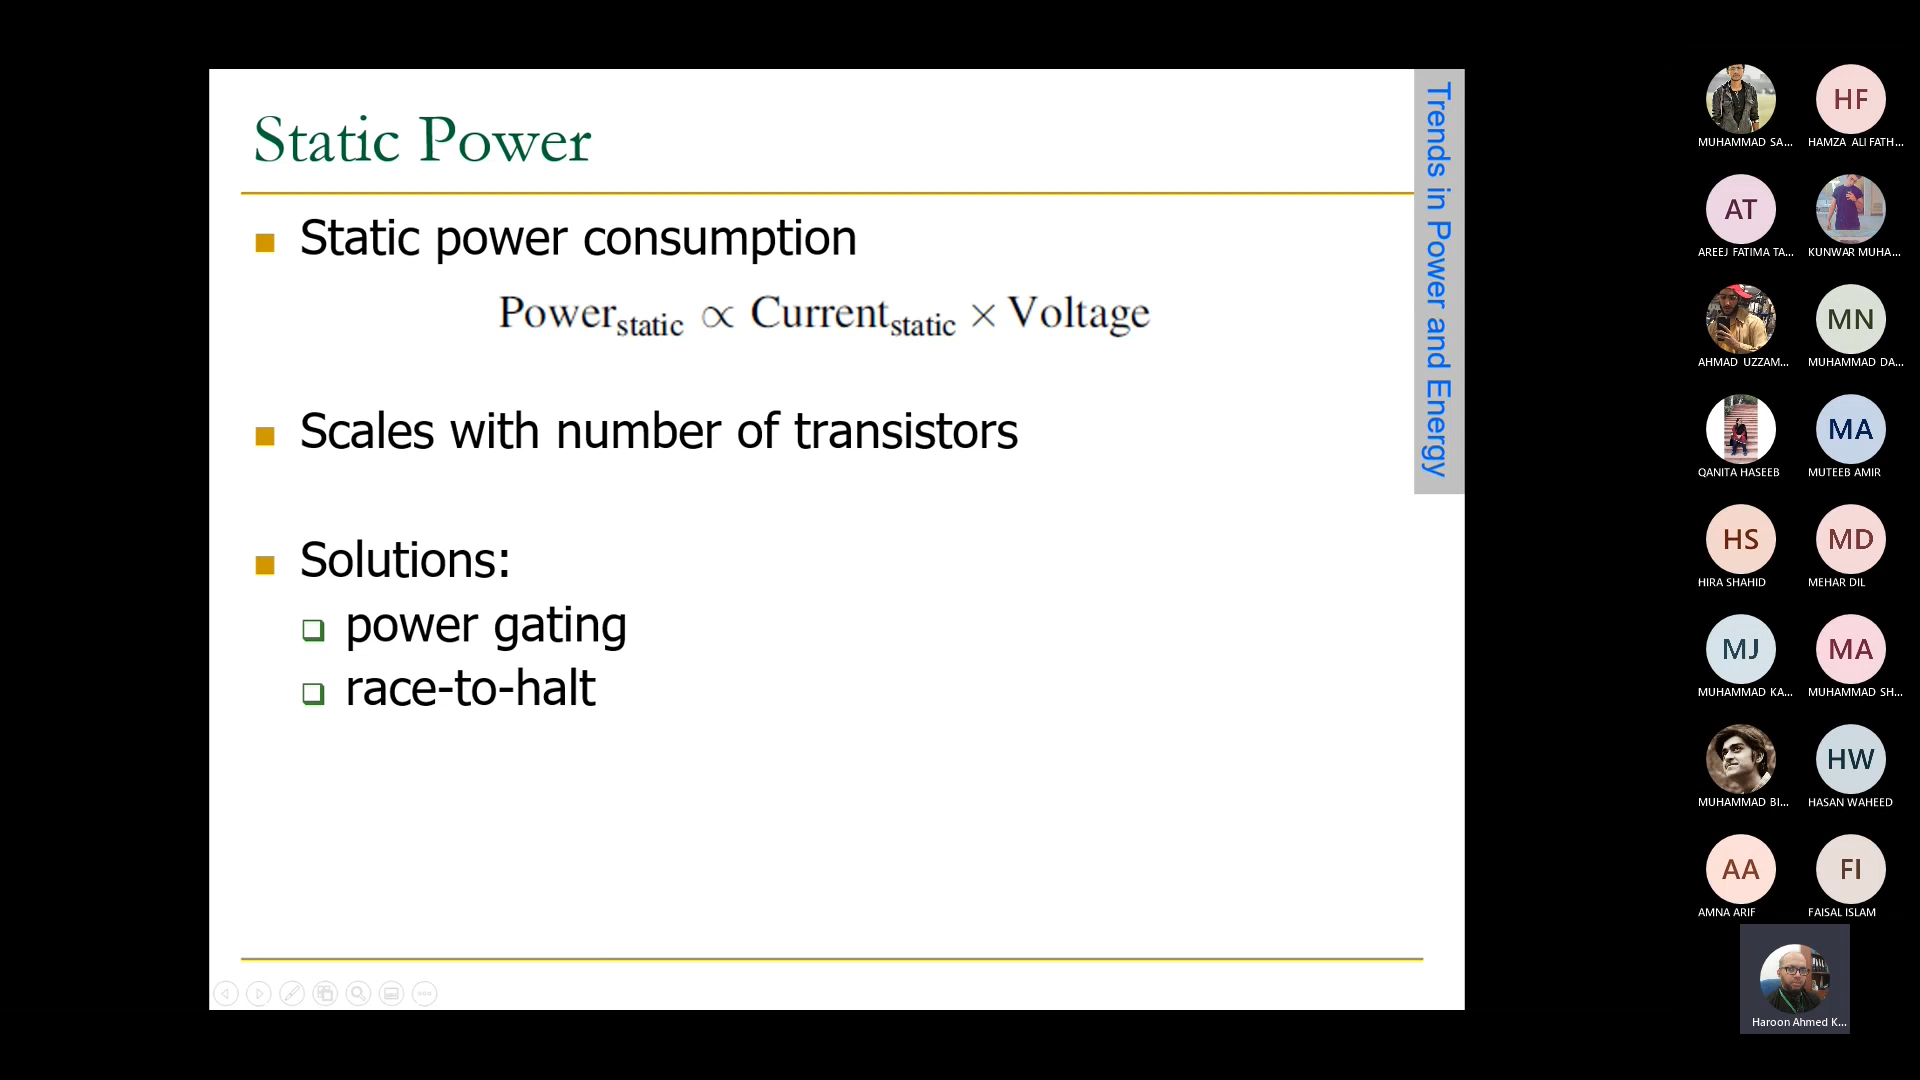 Static Power
Static power consumption
Power_static ∝ Current_static × Voltage
Scales with number of transistors
Solutions:
power gating
race-to-halt
Trends in Power and Energy
MUHAMMAD SA...
HF
HAMZA ALI FATH...
AT
AREEJ FATIMA TA...
KUNWAR MUHA...
AHMAD UZZAM...
MN
MUHAMMAD DA...
QANITA HASEEB
MA
MUTEEB AMIR
HS
HIRA SHAHID
MD
MEHAR DIL
MJ
MUHAMMAD KA...
MA
MUHAMMAD SH...
MUHAMMAD BI...
HW
HASAN WAHEED
AA
AMNA ARIF
FI
FAISAL ISLAM
Haroon Ahmed K...